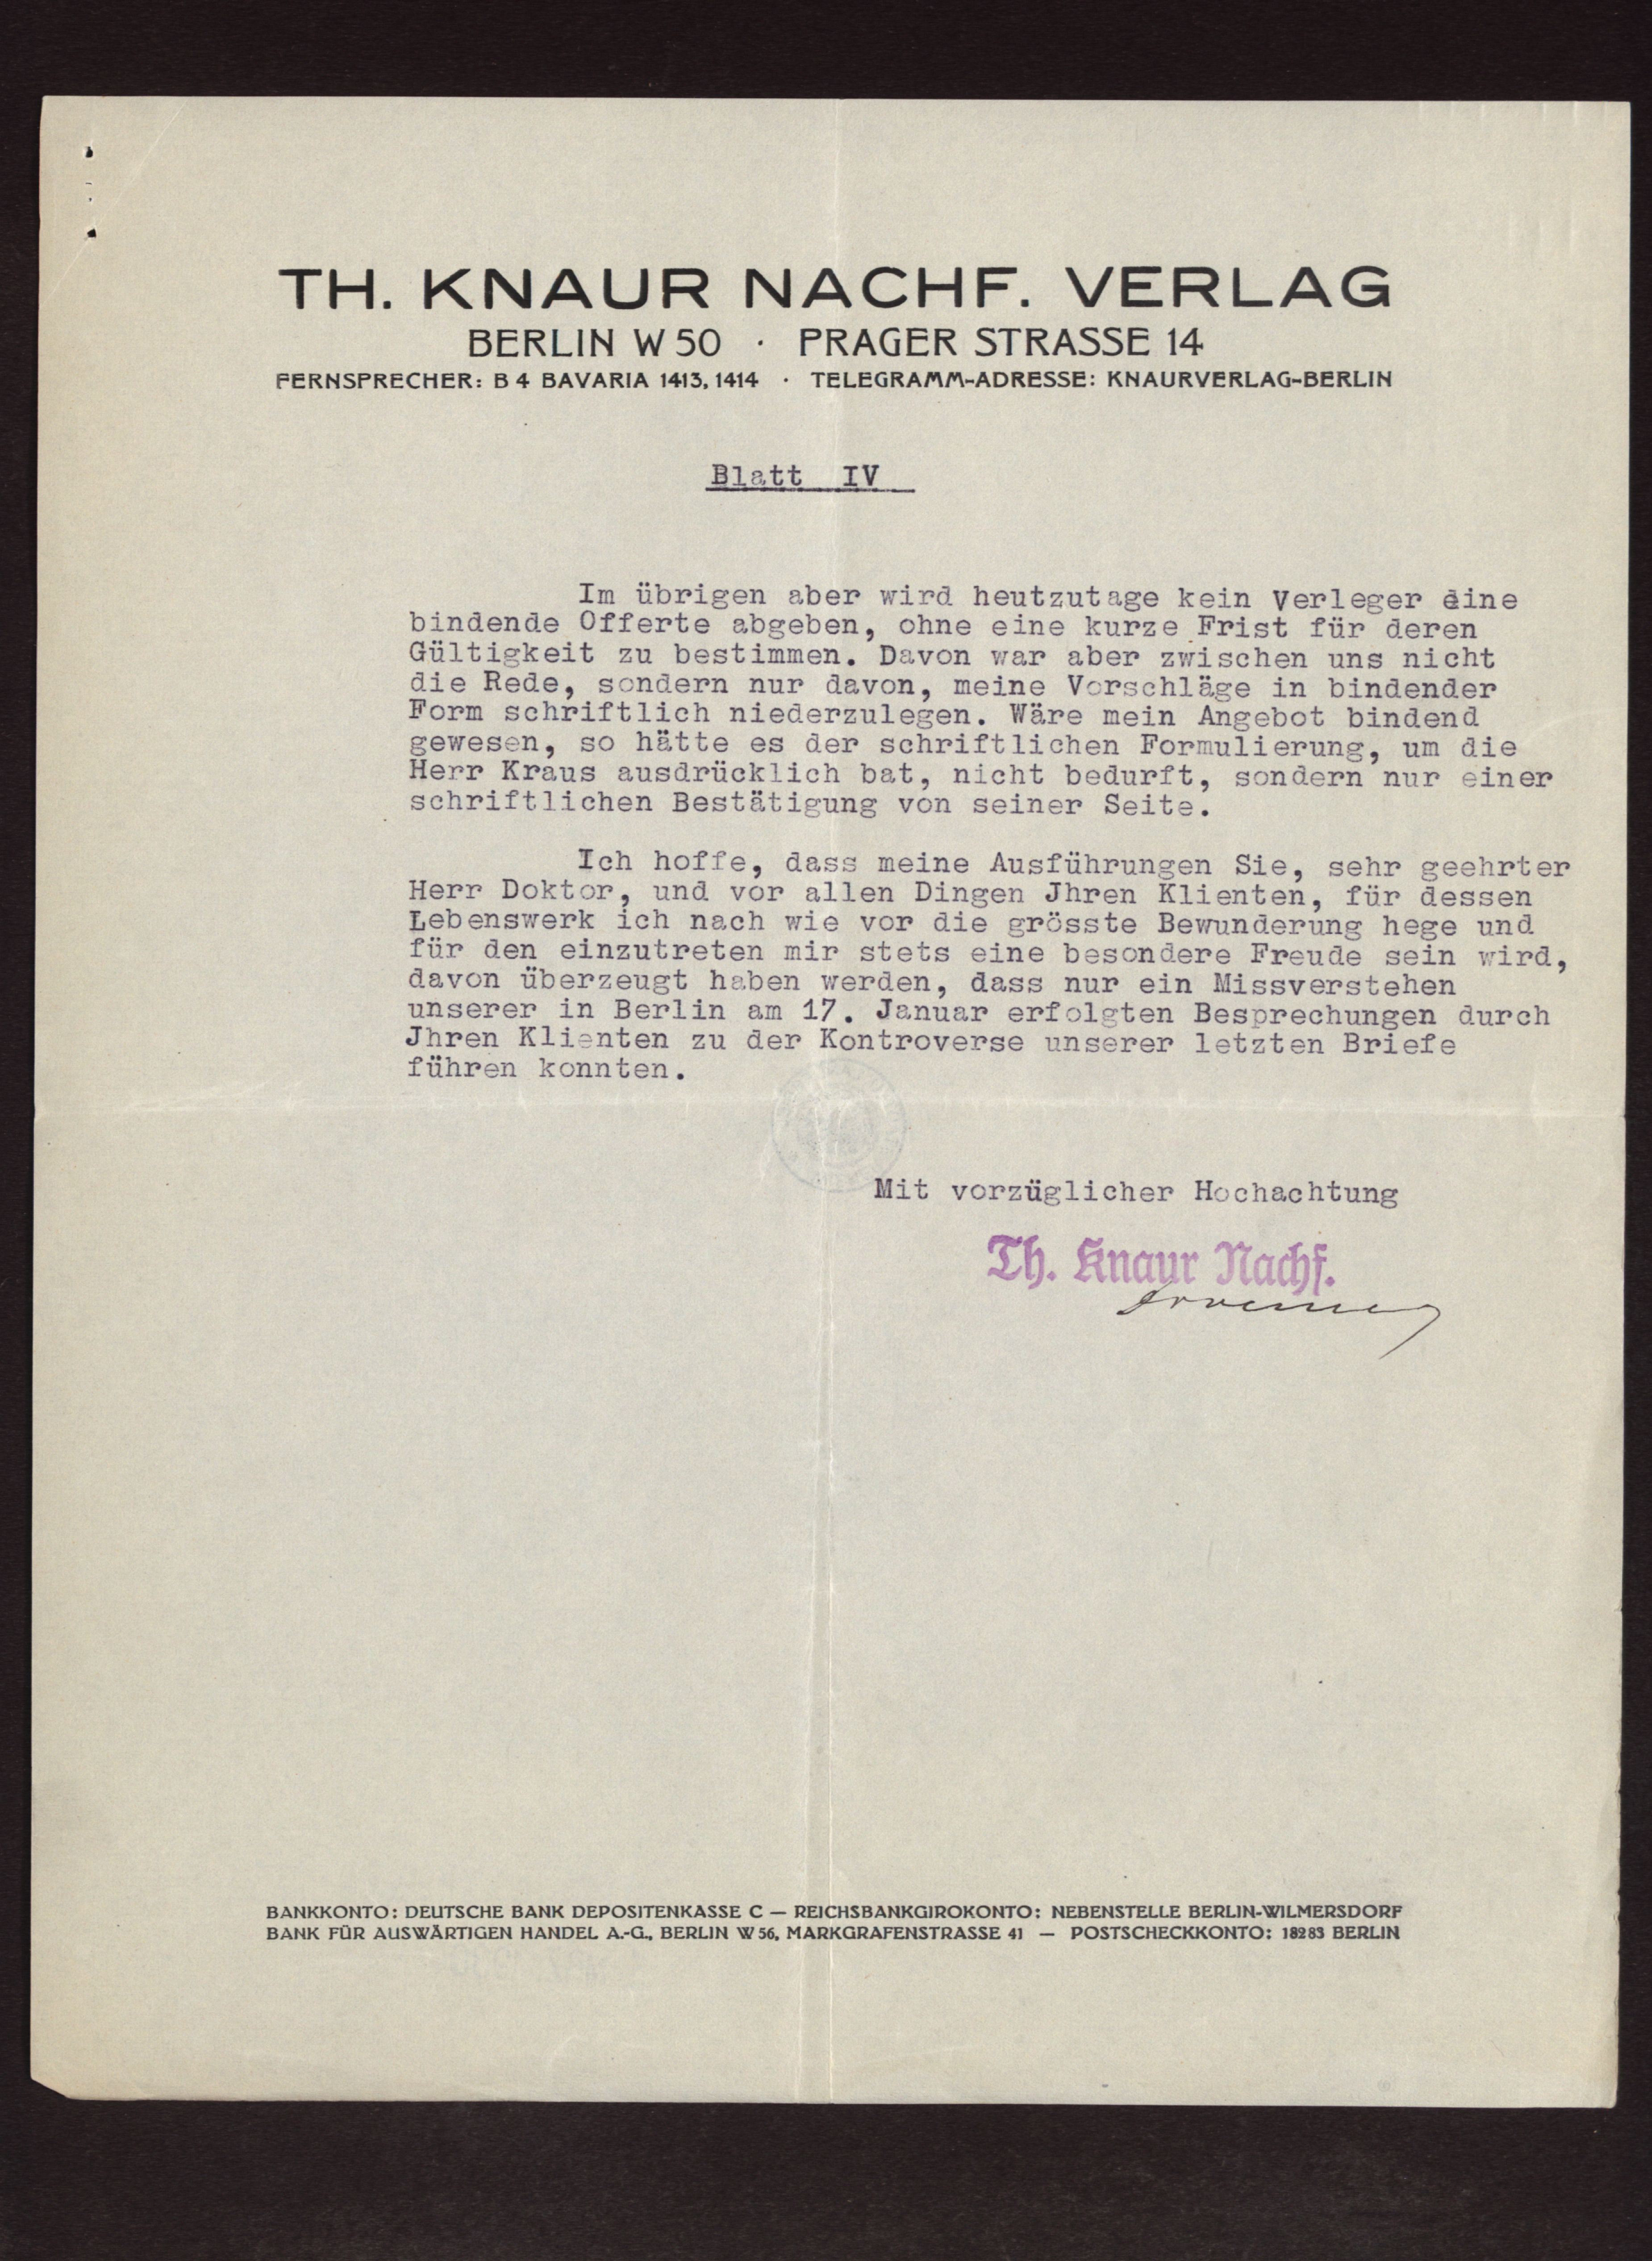 TH. KNAUR NACHF. VERLAG
BERLIN W 50 · PRAGER STRASSE 14
FERNSPRECHER: B 4 BAVARIA 1413, 1414 · TELEGRAMM-ADRESSE: KNAURVERLAG-BERLIN
Blatt IV
Im übrigen aber wird heutzutage kein Verleger eine
bindende Offerte abgeben, ohne eine kurze Frist für deren
Gültigkeit zu bestimmen. Davon war aber zwischen uns nicht
die Rede, sondern nur davon, meine Vorschläge in bindender
Form schriftlich niederzulegen. Wäre mein Angebot bindend
gewesen, so hätte es der schriftlichen Formulierung, um die
Herr Kraus ausdrücklich bat, nicht bedurft, sondern nur einer
schriftlichen Bestätigung von seiner Seite.
Ich hoffe, dass meine Ausführungen Sie, sehr geehrter
Herr Doktor, und vor allen Dingen Jhren Klienten, für dessen
Lebenswerk ich nach wie vor die grösste Bewunderung hege und
für den einzutreten mir stets eine besondere Freude sein wird,
davon überzeugt haben werden, dass nur ein Missverstehen
unserer in Berlin am 17. Januar erfolgten Besprechungen durch
Jhren Klienten zu der Kontroverse unserer letzten Briefe
führen konnten.
Mit vorzüglicher Hochachtung
Th. Knaur Nachf.
BANKKONTO: DEUTSCHE BANK DEPOSITENKASSE C — REICHSBANKGIROKONTO: NEBENSTELLE BERLIN-WILMERSDORF
BANK FÜR AUSWÄRTIGEN HANDEL A.-G., BERLIN W 56, MARKGRAFENSTRASSE 41 — POSTSCHECKKONTO: 18283 BERLIN